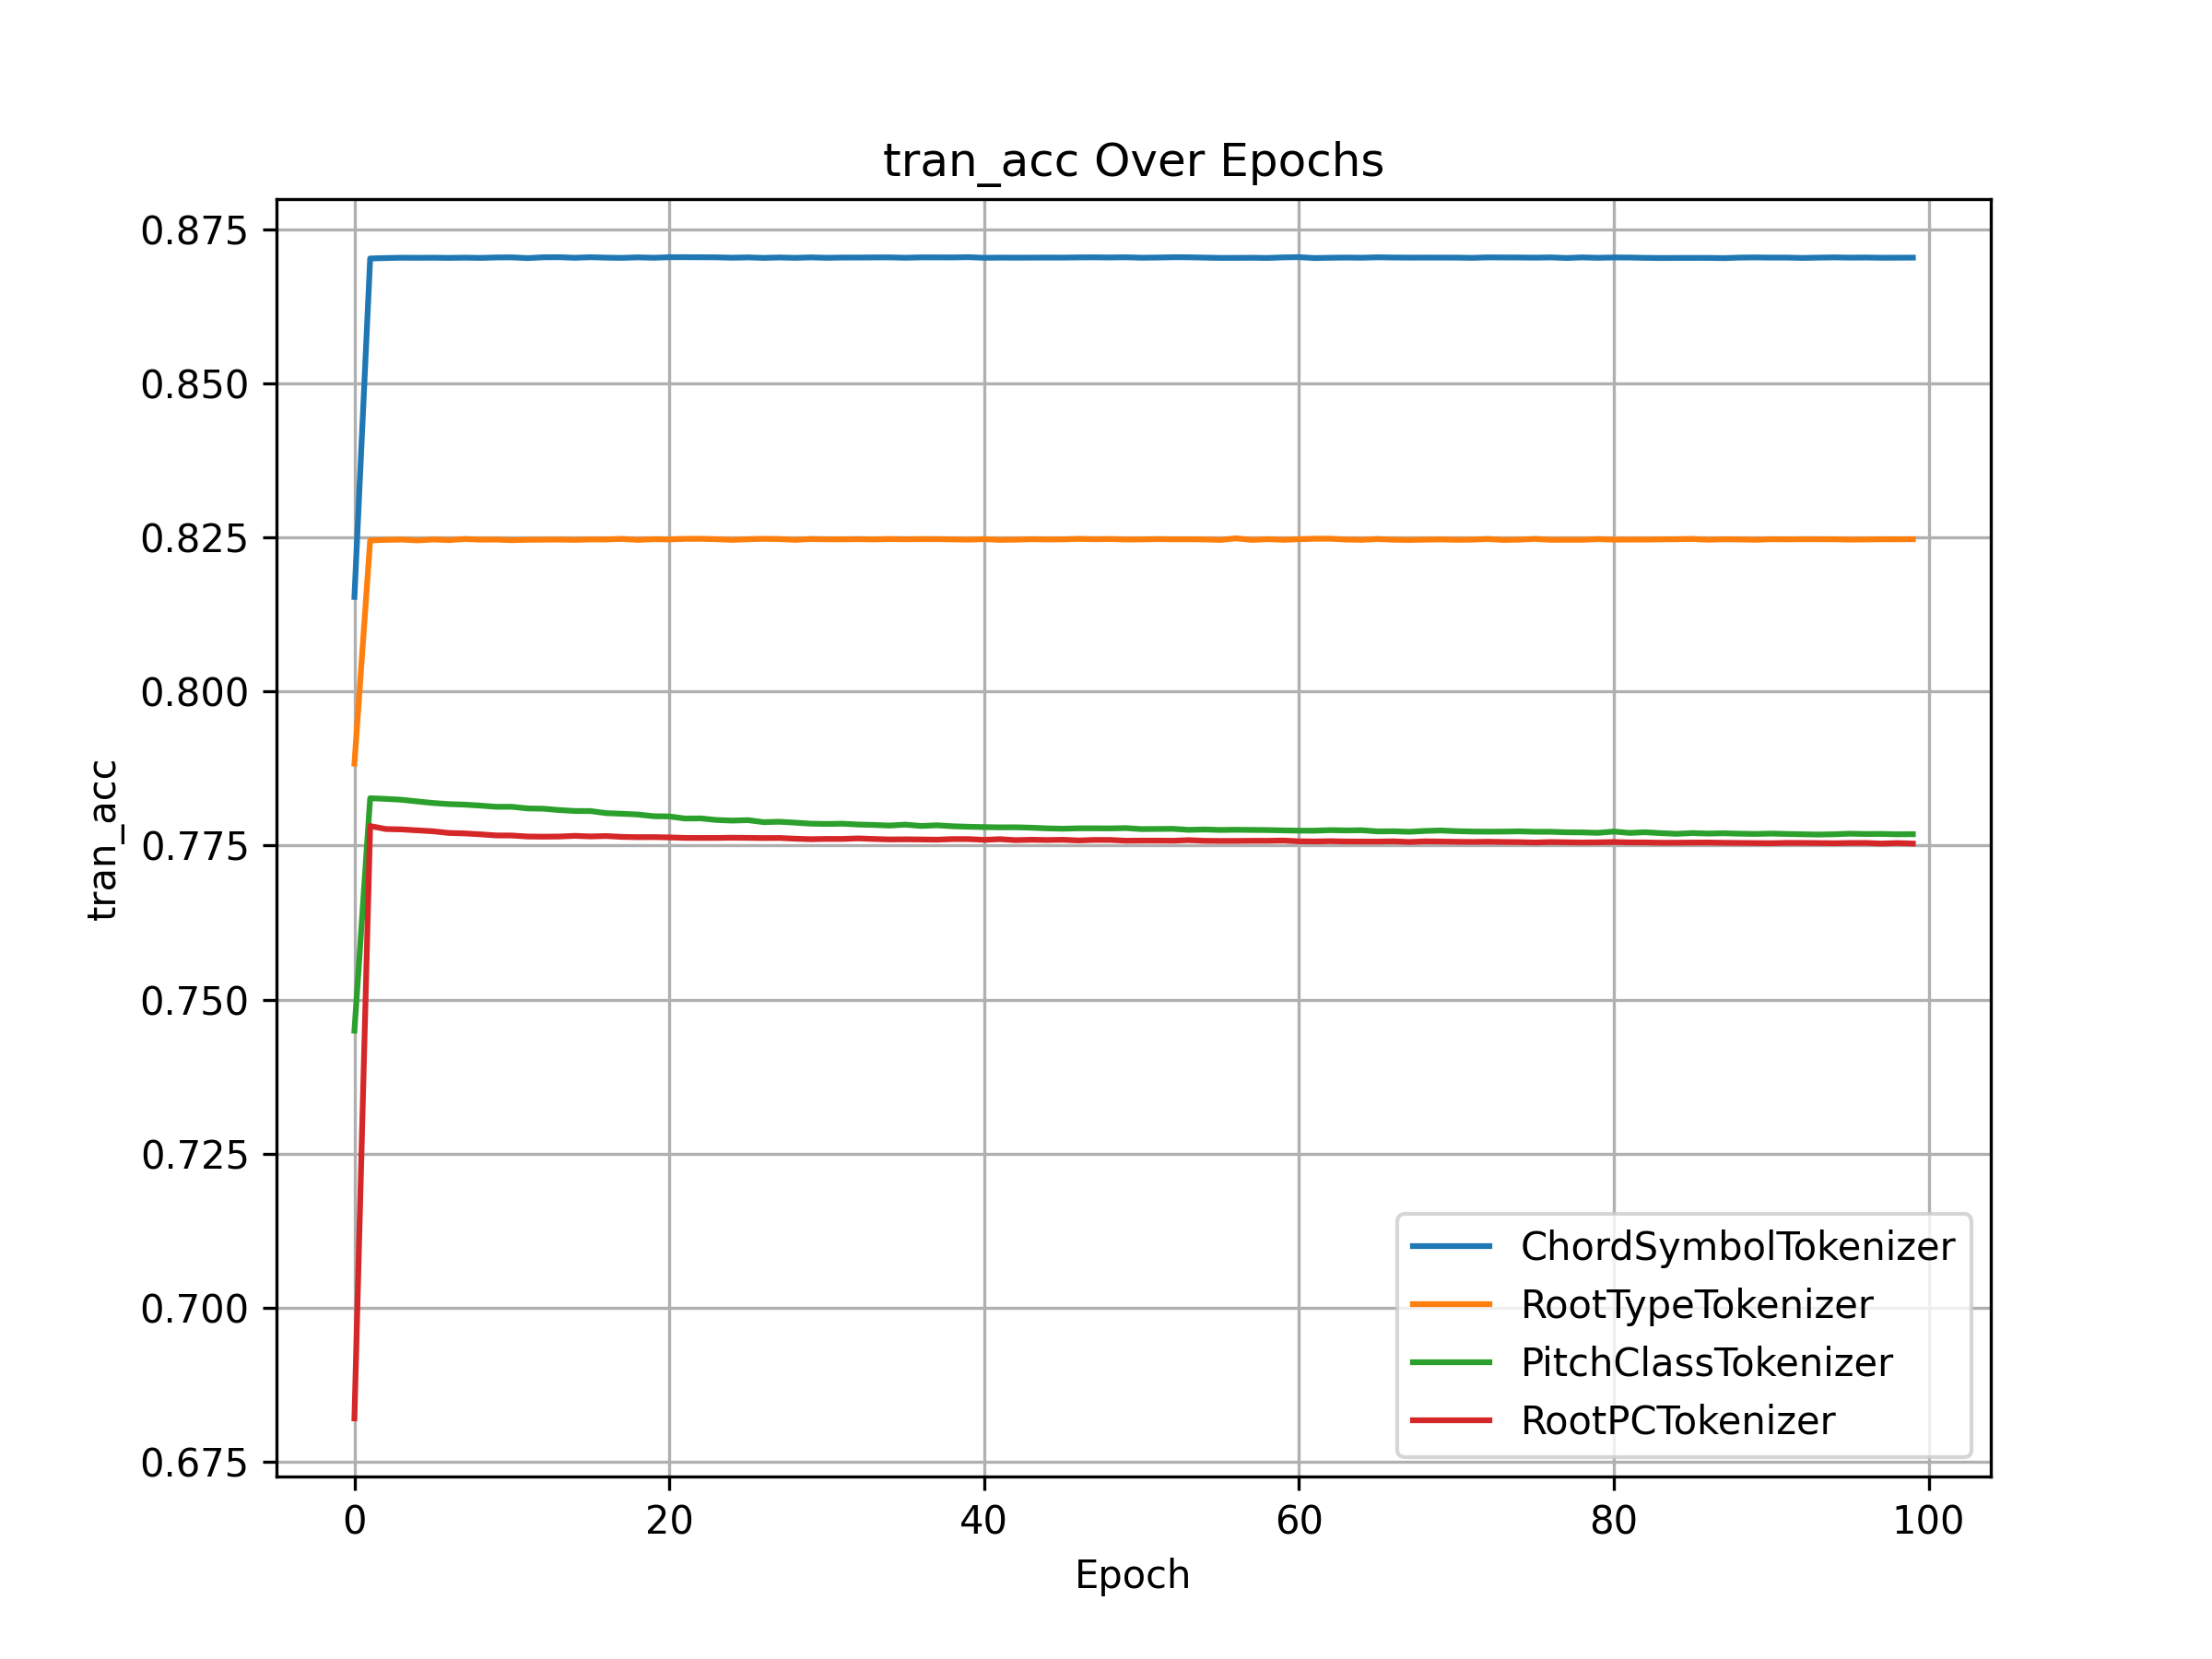 tran_acc Over Epochs
0.875
0.850
0.825
0.800
0.775
0.750
0.725
0.700
0.675
tran_acc
0 20 40 60 80 100
Epoch
ChordSymbolTokenizer
RootTypeTokenizer
PitchClassTokenizer
RootPCTokenizer